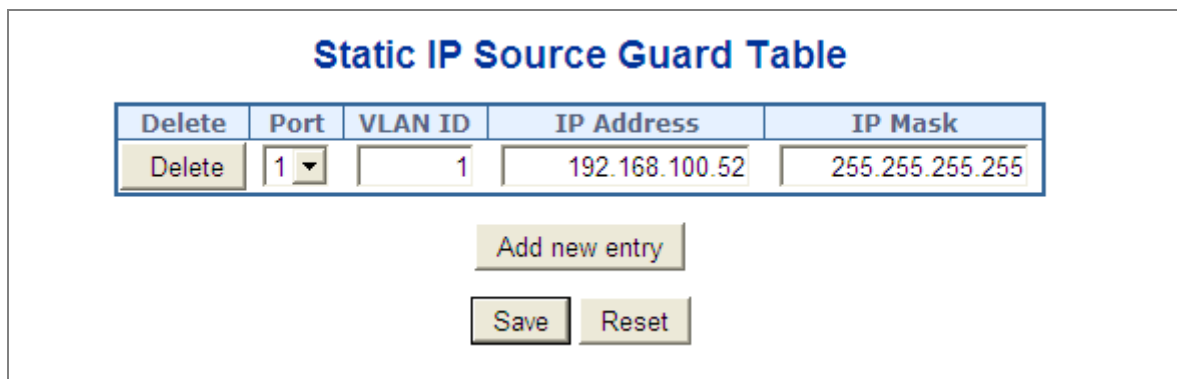 Static IP Source Guard Table
Delete Port VLAN ID IP Address IP Mask
Delete 1 1 192.168.100.52 255.255.255.255
Add new entry
Save Reset